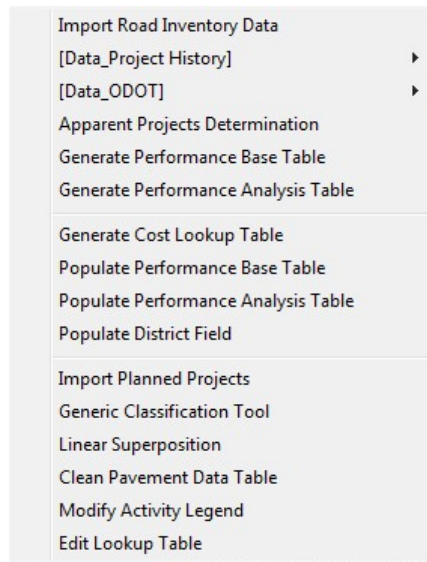 Import Road Inventory Data
[Data_Project History]
[Data_ODOT]
Apparent Projects Determination
Generate Performance Base Table
Generate Performance Analysis Table
Generate Cost Lookup Table
Populate Performance Base Table
Populate Performance Analysis Table
Populate District Field
Import Planned Projects
Generic Classification Tool
Linear Superposition
Clean Pavement Data Table
Modify Activity Legend
Edit Lookup Table